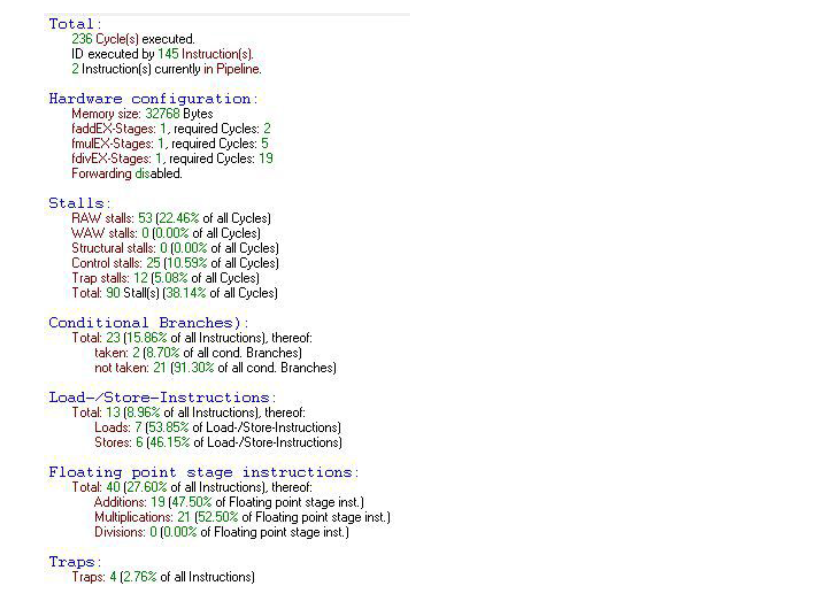 Total:
236 Cycle(s) executed.
ID executed by 145 Instruction(s).
2 Instruction(s) currently in Pipeline.
Hardware configuration:
Memory size: 32768 Bytes
faddEX-Stages: 1, required Cycles: 2
fmulEX-Stages: 1, required Cycles: 5
fdivEX-Stages: 1, required Cycles: 19
Forwarding disabled.
Stalls:
RAW stalls: 53 (22.46% of all Cycles)
WAW stalls: 0 (0.00% of all Cycles)
Structural stalls: 0 (0.00% of all Cycles)
Control stalls: 25 (10.59% of all Cycles)
Trap stalls: 12 (5.08% of all Cycles)
Total: 90 Stall(s) (38.14% of all Cycles)
Conditional Branches):
Total: 23 (15.86% of all Instructions), thereof:
taken: 2 (8.70% of all cond. Branches)
not taken: 21 (91.30% of all cond. Branches)
Load-/Store-Instructions:
Total: 13 (8.96% of all Instructions), thereof:
Loads: 7 (53.85% of Load-/Store-Instructions)
Stores: 6 (46.15% of Load-/Store-Instructions)
Floating point stage instructions:
Total: 40 (27.60% of all Instructions), thereof:
Additions: 19 (47.50% of Floating point stage inst.)
Multiplications: 21 (52.50% of Floating point stage inst.)
Divisions: 0 (0.00% of Floating point stage inst.)
Traps:
Traps: 4 (2.76% of all Instructions)